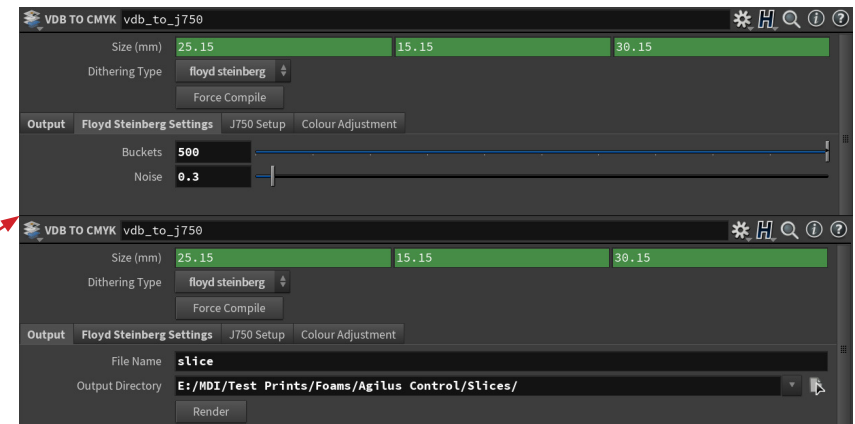 VDB TO CMYK vdb_to_j750
Size (mm) 25.15 15.15 30.15
Dithering Type floyd steinberg
Force Compile
Output Floyd Steinberg Settings J750 Setup Colour Adjustment
Buckets 500
Noise 0.3
VDB TO CMYK vdb_to_j750
Size (mm) 25.15 15.15 30.15
Dithering Type floyd steinberg
Force Compile
Output Floyd Steinberg Settings J750 Setup Colour Adjustment
File Name slice
Output Directory E:/MDI/Test Prints/Foams/Agilus Control/Slices/
Render